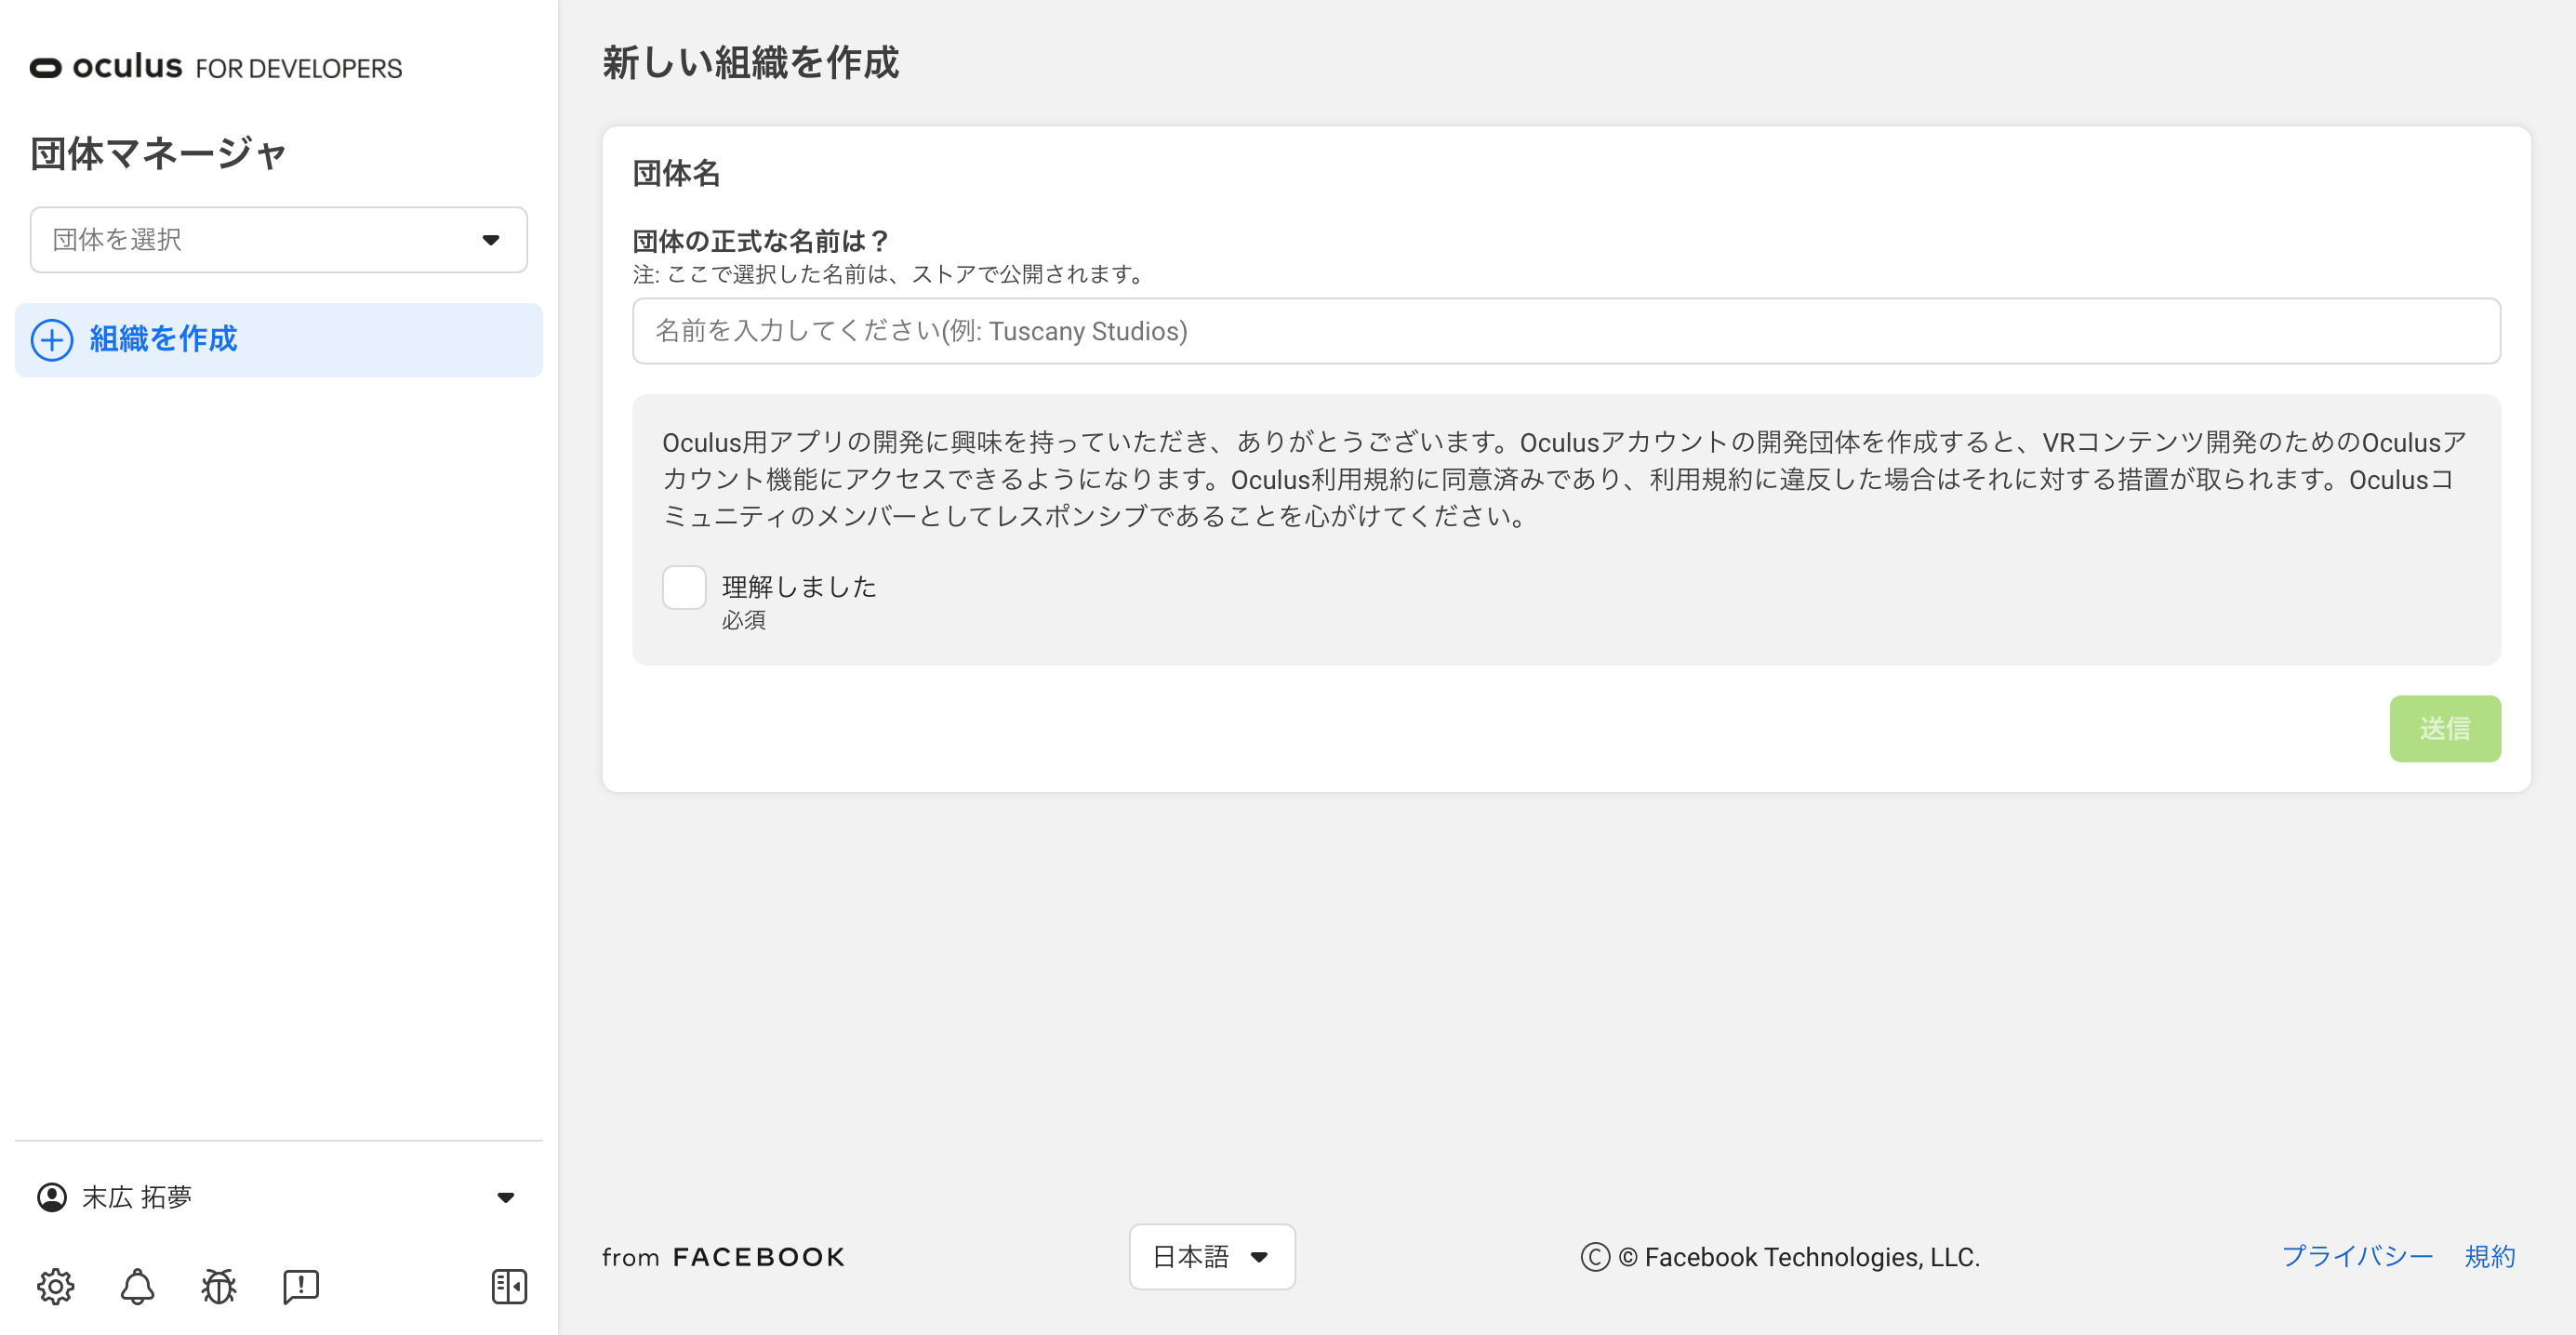 oculus FOR DEVELOPERS
団体マネージャ
団体を選択
組織を作成
末広 拓夢
新しい組織を作成
団体名
団体の正式な名前は？
注: ここで選択した名前は、ストアで公開されます。
名前を入力してください(例: Tuscany Studios)
Oculus用アプリの開発に興味を持っていただき、ありがとうございます。Oculusアカウントの開発団体を作成すると、VRコンテンツ開発のためのOculusア
カウント機能にアクセスできるようになります。Oculus利用規約に同意済みであり、利用規約に違反した場合はそれに対する措置が取られます。Oculusコ
ミュニティのメンバーとしてレスポンシブであることを心がけてください。
理解しました
必須
送信
from FACEBOOK
日本語
Ⓒ © Facebook Technologies, LLC.
プライバシー
規約